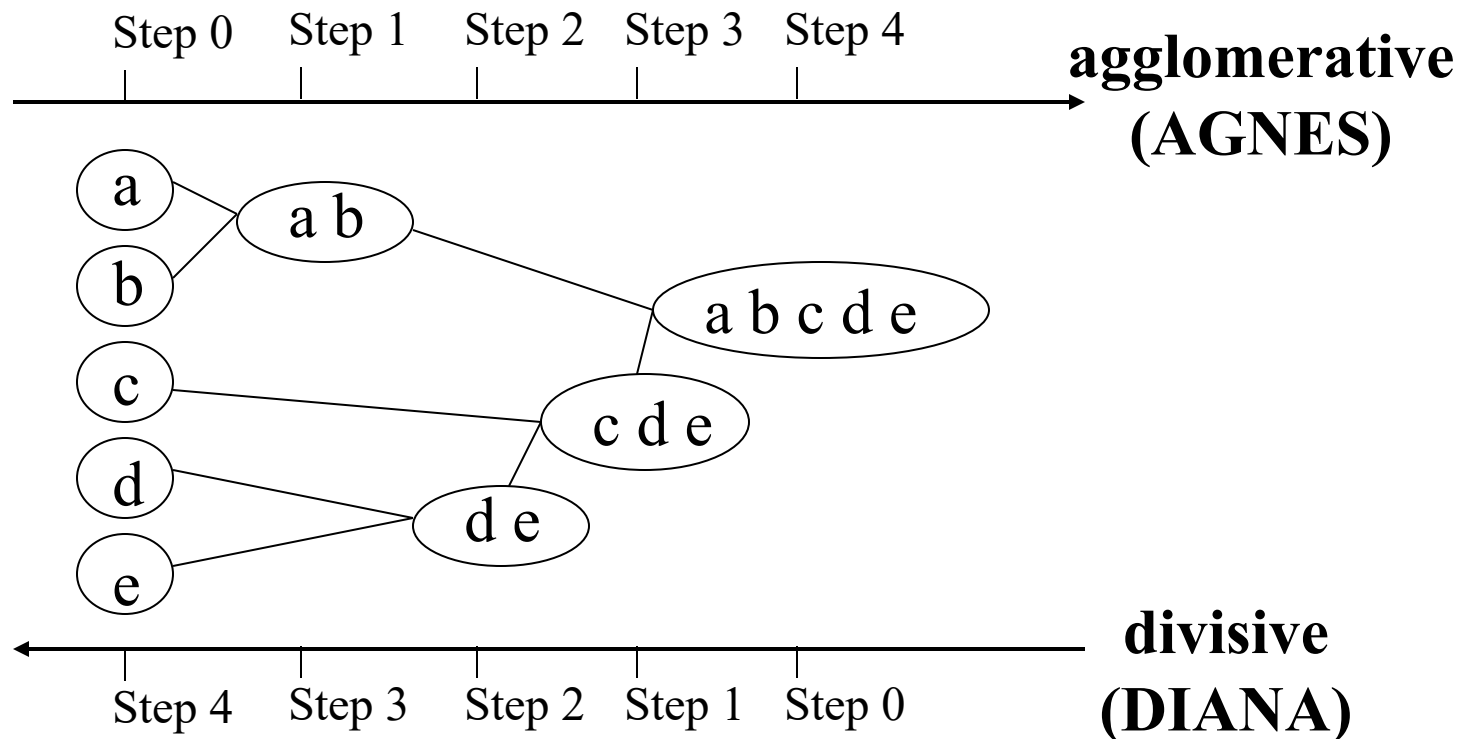 Step 0 Step 1 Step 2 Step 3 Step 4
agglomerative
(AGNES)
a
a b
b
a b c d e
c
c d e
d
d e
e
divisive
(DIANA)
Step 4 Step 3 Step 2 Step 1 Step 0